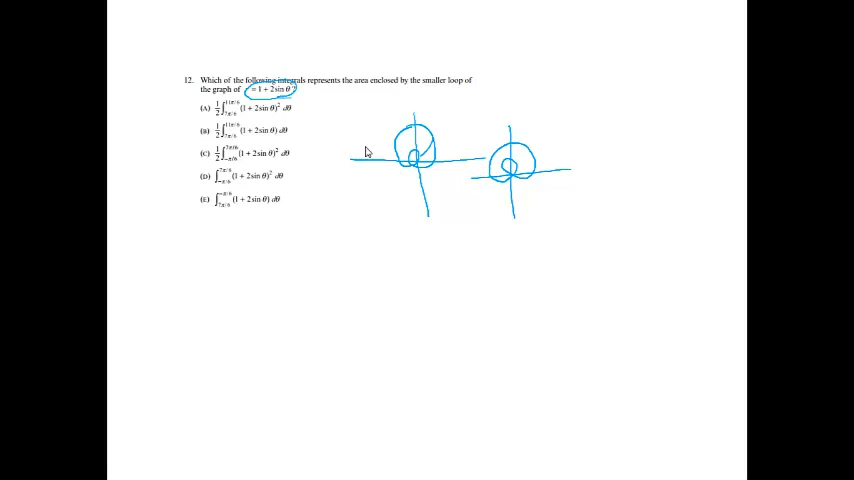 12. Which of the following integrals represents the area enclosed by the smaller loop of
the graph of = 1 + 2sin θ ?
(A) 1/2 ∫_{7π/6}^{11π/6} (1 + 2sin θ)² dθ
(B) 1/2 ∫_{7π/6}^{11π/6} (1 + 2sin θ) dθ
(C) 1/2 ∫_{-π/6}^{7π/6} (1 + 2sin θ)² dθ
(D) ∫_{-π/6}^{7π/6} (1 + 2sin θ)² dθ
(E) ∫_{7π/6}^{-π/6} (1 + 2sin θ) dθ